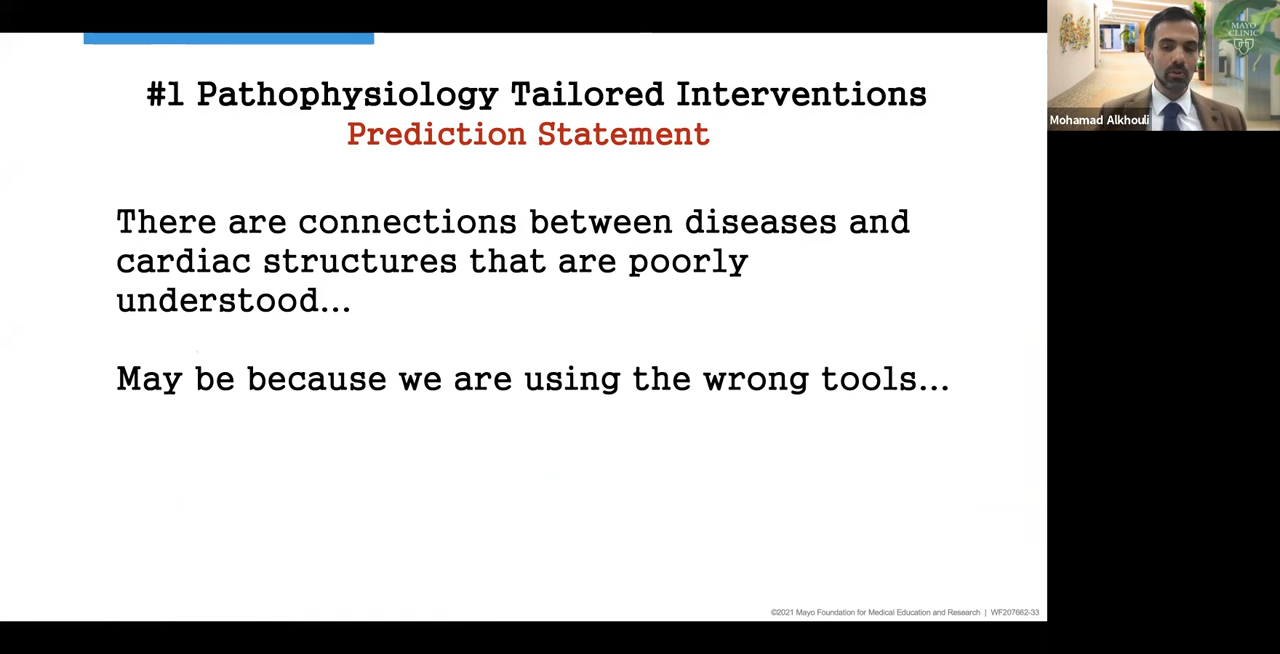 #1 Pathophysiology Tailored Interventions
Prediction Statement
There are connections between diseases and
cardiac structures that are poorly
understood...
May be because we are using the wrong tools...
©2021 Mayo Foundation for Medical Education and Research | WF207662-33
MAYO
CLINIC
Mohamad Alkhouli